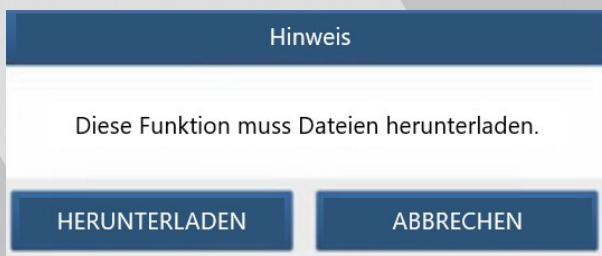 Hinweis
Diese Funktion muss Dateien herunterladen.
HERUNTERLADEN
ABBRECHEN